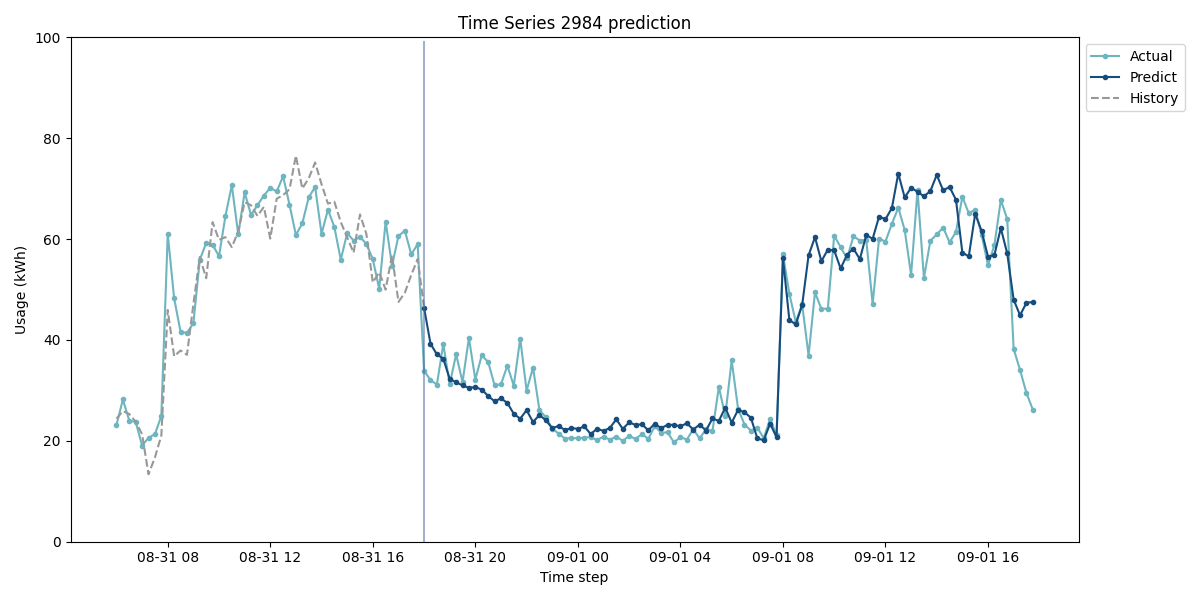 Time Series 2984 prediction
100
80
60
40
20
0
Usage (kWh)
08-31 08
08-31 12
08-31 16
08-31 20
09-01 00
09-01 04
09-01 08
09-01 12
09-01 16
Time step
Actual
Predict
History